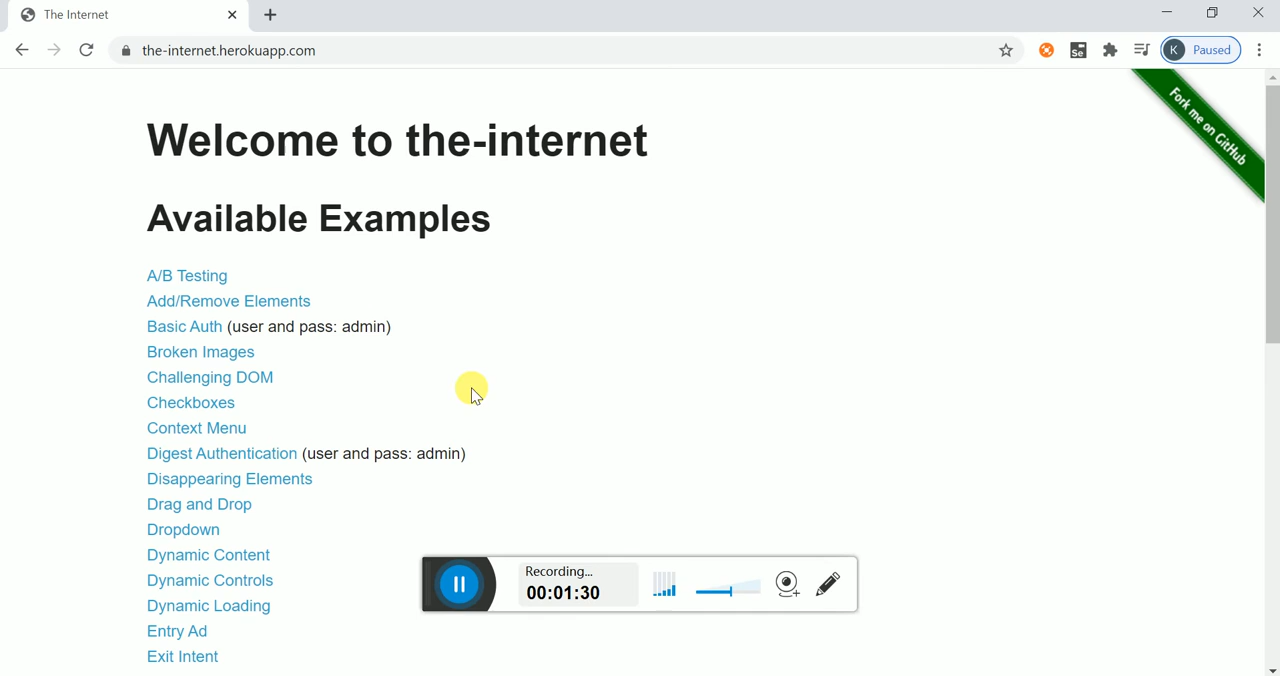 The Internet
the-internet.herokuapp.com
Se
K Paused
Fork me on GitHub
Welcome to the-internet
Available Examples
A/B Testing
Add/Remove Elements
Basic Auth (user and pass: admin)
Broken Images
Challenging DOM
Checkboxes
Context Menu
Digest Authentication (user and pass: admin)
Disappearing Elements
Drag and Drop
Dropdown
Dynamic Content
Dynamic Controls
Dynamic Loading
Entry Ad
Exit Intent
Recording...
00:01:30